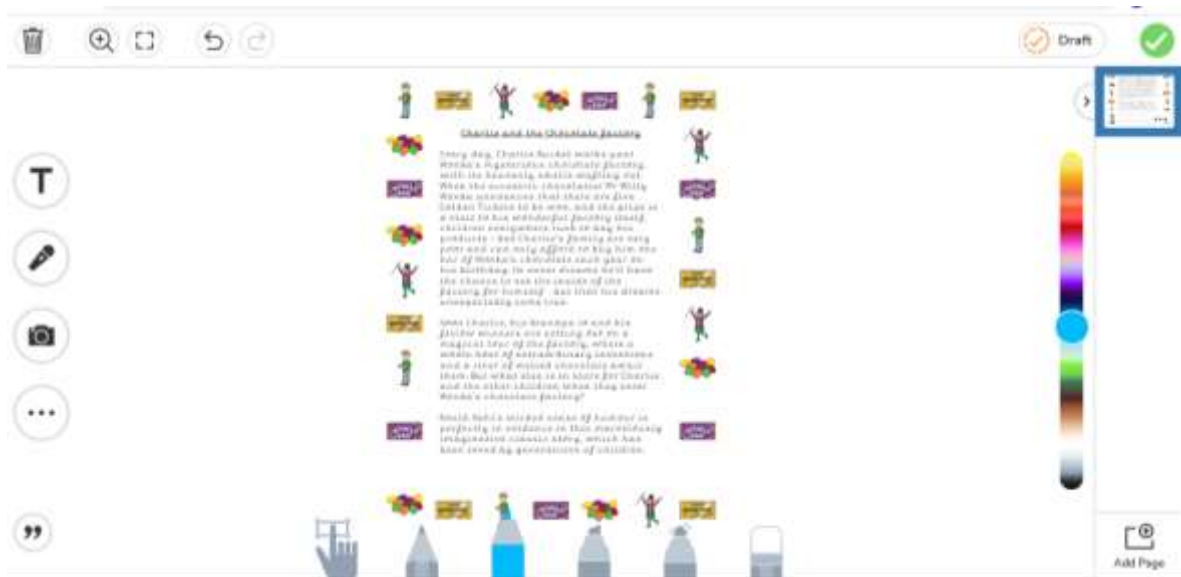 Draft
Charlie and the Chocolate Factory
Every day, Charlie Bucket walks past
Wonka's chocolate factory,
with its heavenly smells wafting out.
When the eccentric chocolatier Mr Willy
Wonka announces that there are five
Golden Tickets to be won, and the prize is
a visit to his wonderful factory itself,
children everywhere rush to buy his
products - but Charlie's family are very
poor and can only afford to buy him one
bar of Wonka's chocolate each year on
his birthday. He never dreams he'll have
the chance to see the inside of the
factory for himself - but then his dreams
unexpectedly come true.
Soon Charlie, his Grandpa Jo and his
fellow winners are setting out on a
magical tour of the factory, where a
whole host of extraordinary inventions
and a river of melted chocolate await
them. But what else is in store for Charlie
and the other children when they enter
Wonka's chocolate factory?
Roald Dahl's wicked sense of humour is
perfectly in evidence in this marvellously
imaginative classic story, which has
been loved by generations of children.
T
Add Page